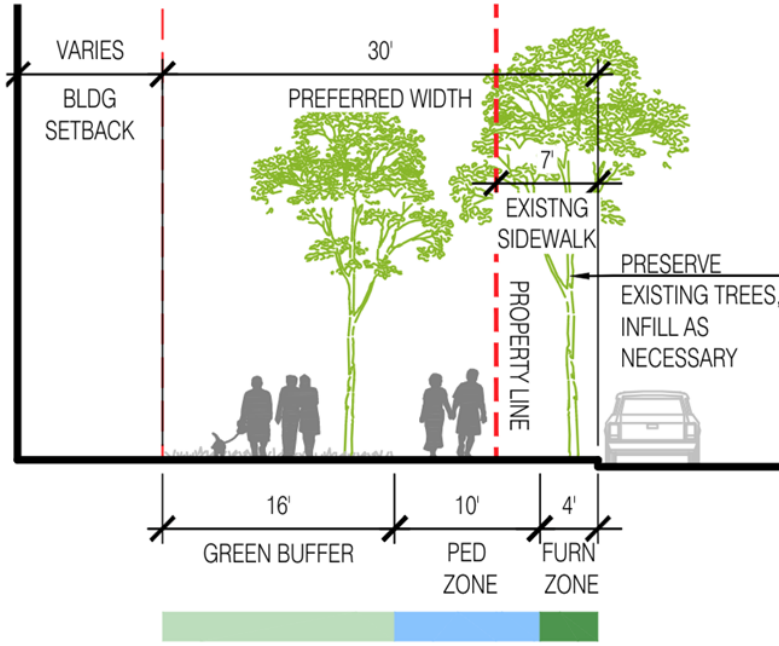 VARIES
30'
BLDG
SETBACK
PREFERRED WIDTH
7'
EXISTNG
SIDEWALK
PRESERVE
EXISTING TREES,
INFILL AS
NECESSARY
PROPERTY LINE
16'
10'
4'
GREEN BUFFER
PED
ZONE
FURN
ZONE